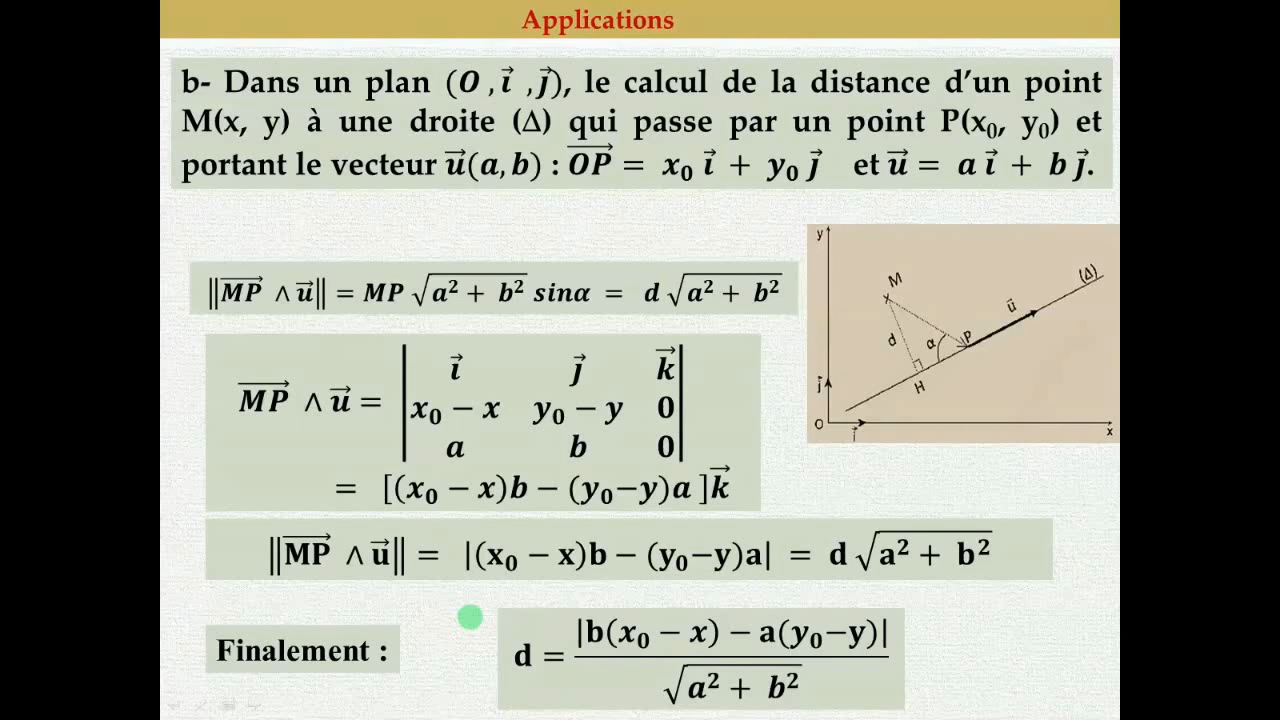 Applications
b- Dans un plan (O , i⃗ , j⃗), le calcul de la distance d’un point
M(x, y) à une droite (Δ) qui passe par un point P(x₀, y₀) et
portant le vecteur u⃗(a, b) : OP⃗ = x₀ i⃗ + y₀ j⃗ et u⃗ = a i⃗ + b j⃗.
‖MP⃗ ∧ u⃗‖ = MP √(a² + b²) sinα = d √(a² + b²)
y
M
(Δ)
u⃗
P
α
d
H
j⃗
O
i⃗
x
MP⃗ ∧ u⃗ = | i⃗ j⃗ k⃗ |
| x₀ − x y₀ − y 0 |
| a b 0 |
= [(x₀ − x)b − (y₀−y)a ]k⃗
‖MP⃗ ∧ u⃗‖ = |(x₀ − x)b − (y₀−y)a| = d √(a² + b²)
Finalement :
d = |b(x₀ − x) − a(y₀−y)| / √(a² + b²)